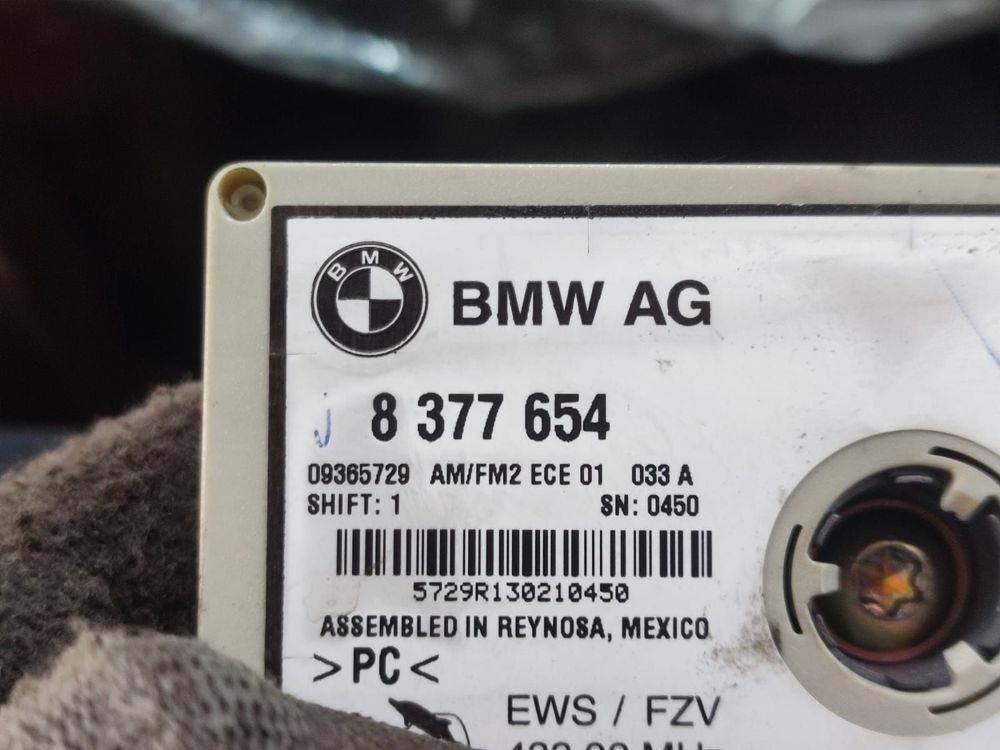 BMW
BMW AG
8 377 654
09365729 AM/FM2 ECE 01 033 A
SHIFT: 1 SN: 0450
5729R130210450
ASSEMBLED IN REYNOSA, MEXICO
>PC<
EWS / FZV